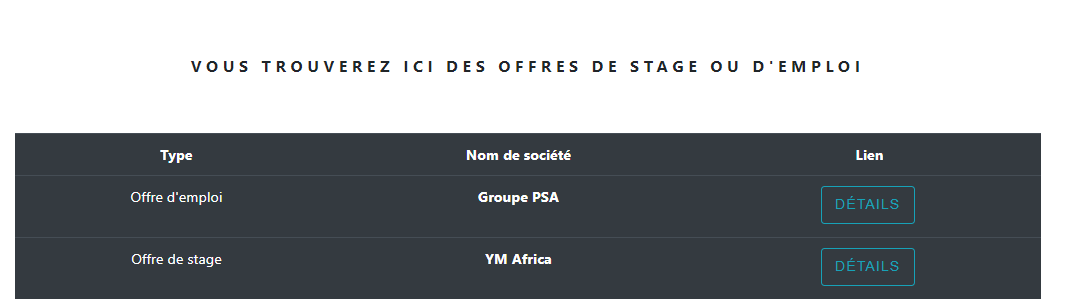 VOUS TROUVEREZ ICI DES OFFRES DE STAGE OU D'EMPLOI
Type Nom de société Lien
Offre d'emploi Groupe PSA DÉTAILS
Offre de stage YM Africa DÉTAILS